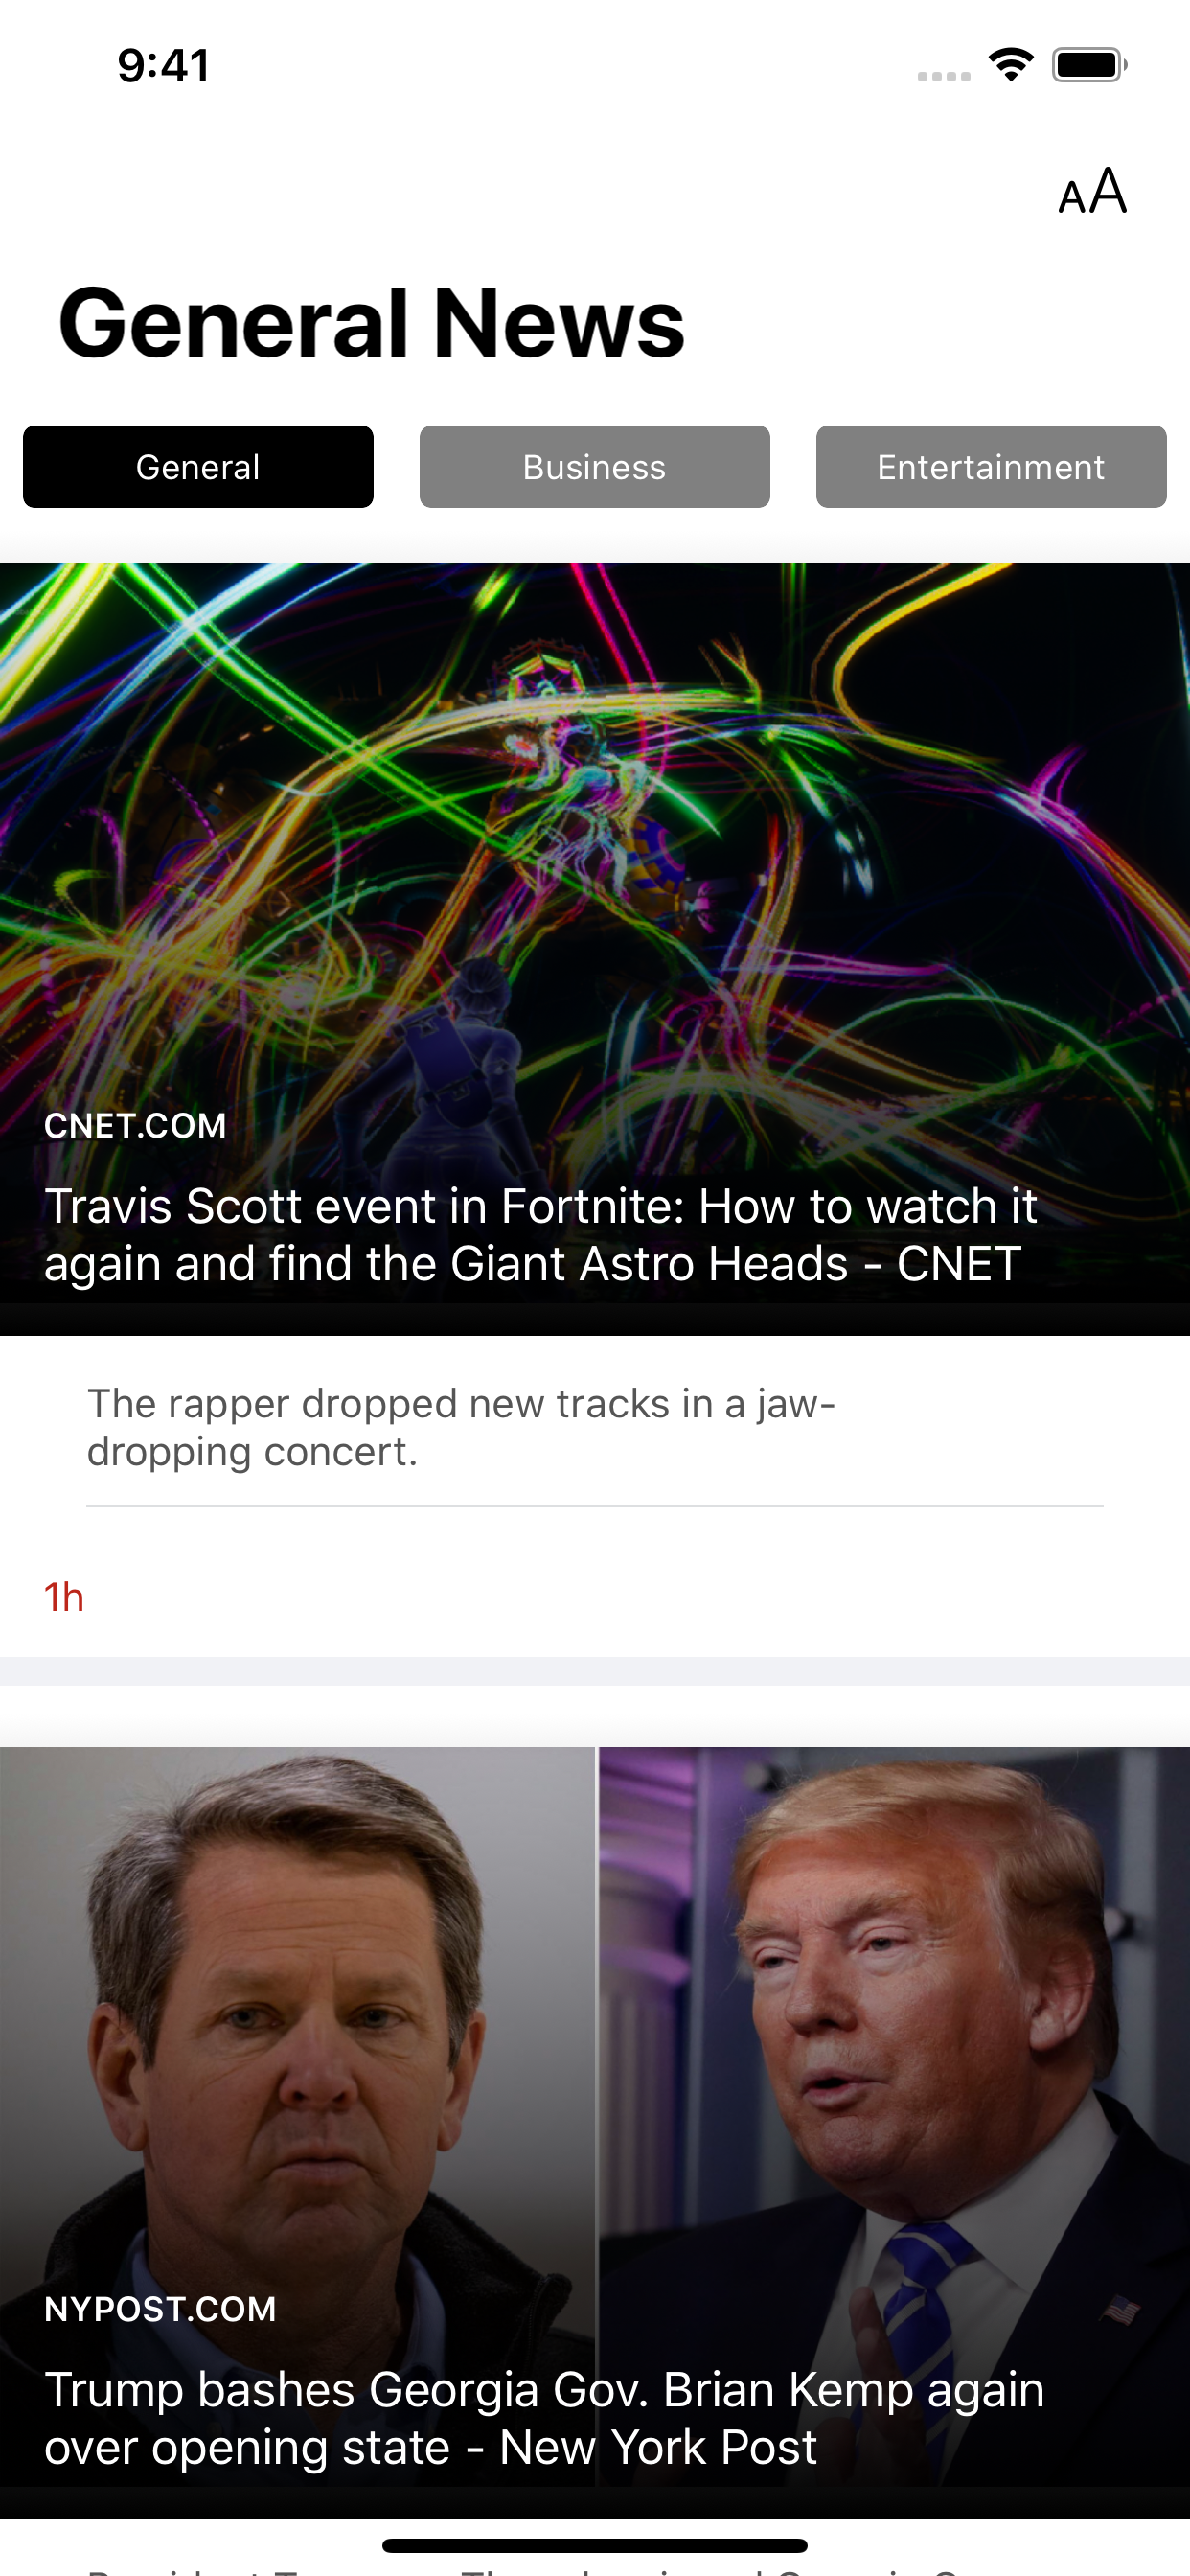 9:41
AA
General News
General
Business
Entertainment
CNET.COM
Travis Scott event in Fortnite: How to watch it
again and find the Giant Astro Heads - CNET
The rapper dropped new tracks in a jaw-
dropping concert.
1h
NYPOST.COM
Trump bashes Georgia Gov. Brian Kemp again
over opening state - New York Post